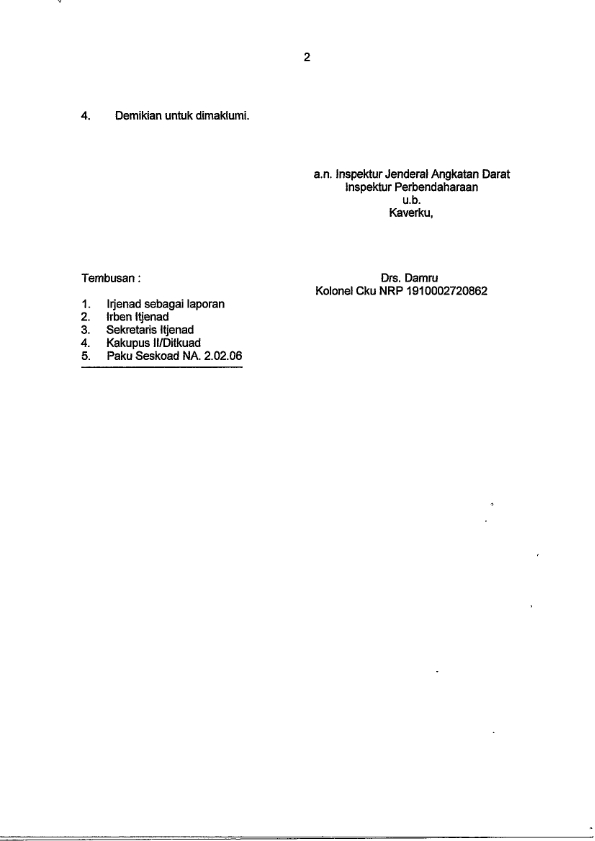 2
4. Demikian untuk dimaklumi.
a.n. Inspektur Jenderal Angkatan Darat
Inspektur Perbendaharaan
u.b.
Kaverku,
Tembusan :
Drs. Damru
Kolonel Cku NRP 1910002720862
1. Irjenad sebagai laporan
2. Irben Itjenad
3. Sekretaris Itjenad
4. Kakupus II/Ditkuad
5. Paku Seskoad NA. 2.02.06